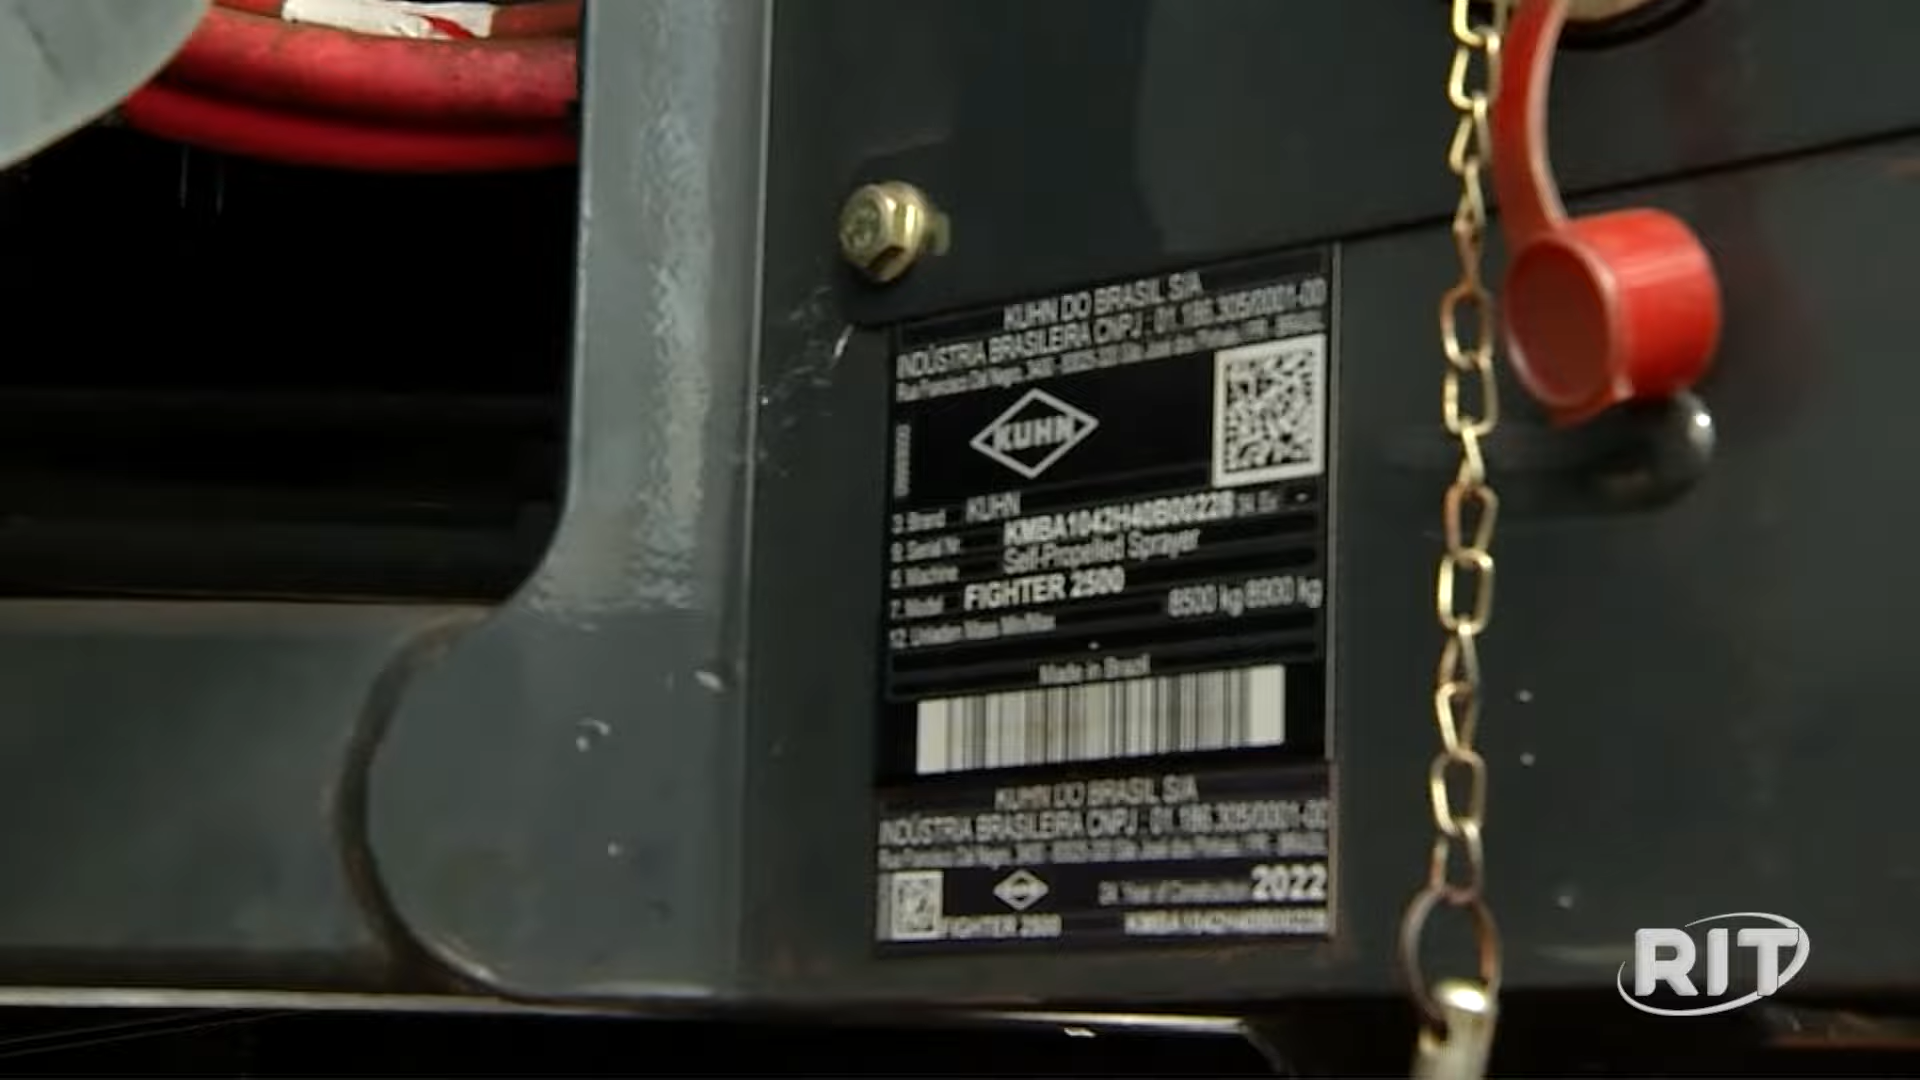 KUHN DO BRASIL S/A
INDÚSTRIA BRASILEIRA CNPJ : 01.186.305/0001-00
KUHN
3. Brand KUHN
Serial Nr KMBA1042H40B00228
Machine Self-Propelled Sprayer
7. Model FIGHTER 2500
12. Unladen Mass Min/Max 8500 kg 8900 kg
Made in Brazil
KUHN DO BRASIL S/A
INDÚSTRIA BRASILEIRA CNPJ : 01.186.305/0001-00
Year of Construction 2022
FIGHTER 2500
RIT